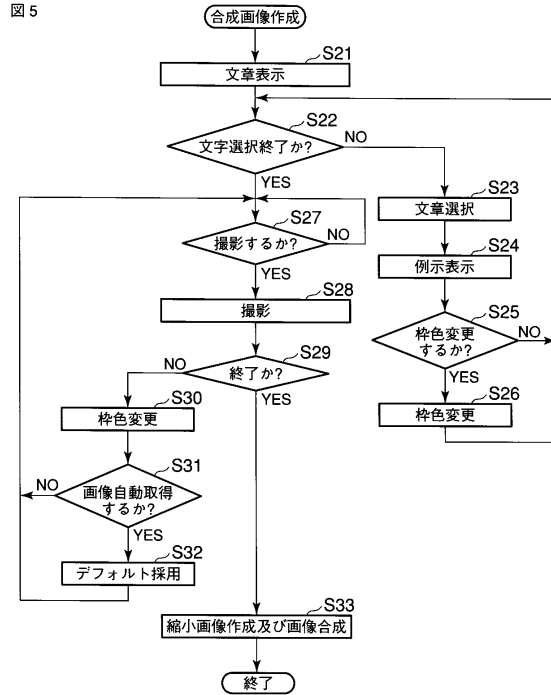 図5
合成画像作成
S21
文章表示
S22
文字選択終了か?
NO
YES
S23
文章選択
S27
撮影するか?
NO
YES
S24
例示表示
S28
撮影
S25
枠色変更
するか?
NO
YES
S29
終了か?
NO
YES
S26
枠色変更
S30
枠色変更
S31
画像自動取得
するか?
NO
YES
S32
デフォルト採用
S33
縮小画像作成及び画像合成
終了